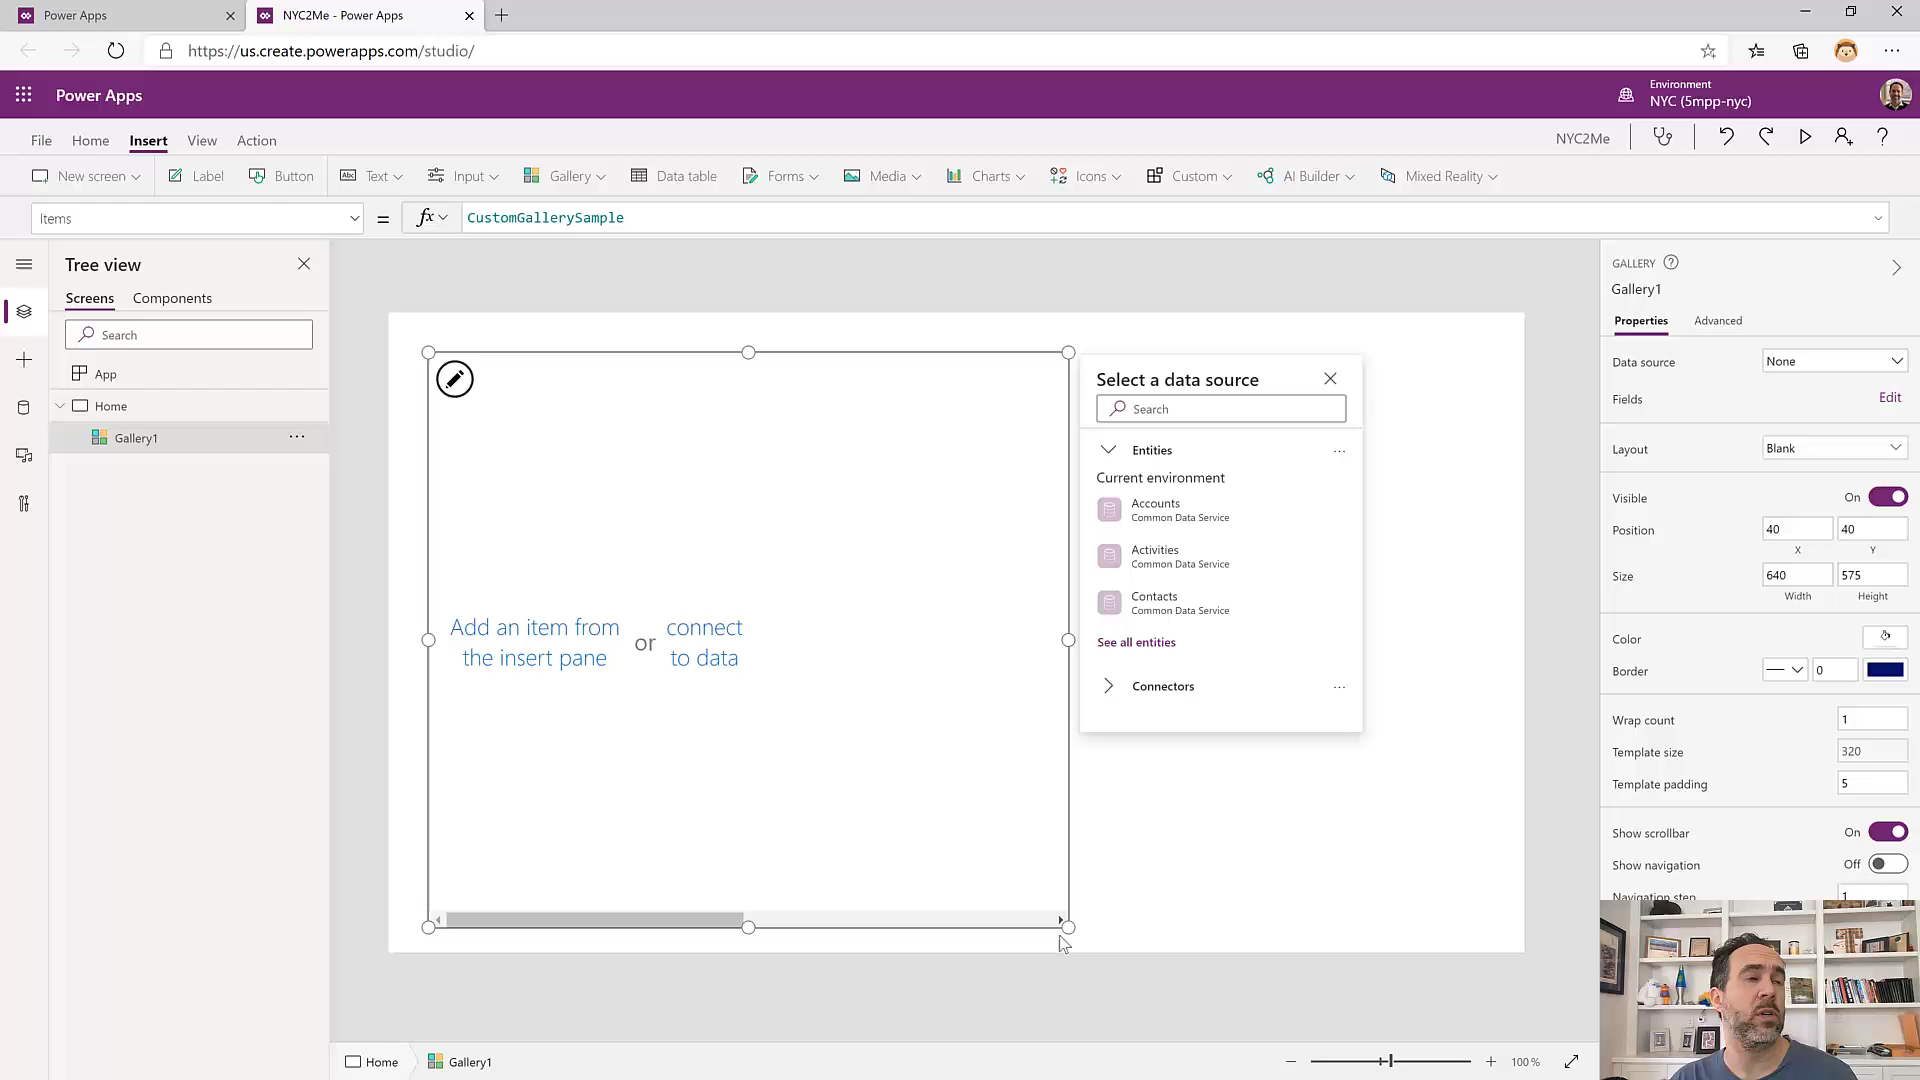 Power Apps
NYC2Me - Power Apps
https://us.create.powerapps.com/studio/
Power Apps
Environment
NYC (5mpp-nyc)
File
Home
Insert
View
Action
NYC2Me
New screen
Label
Button
Text
Input
Gallery
Data table
Forms
Media
Charts
Icons
Custom
AI Builder
Mixed Reality
Items
=
fx
CustomGallerySample
Tree view
Screens
Components
Search
App
Home
Gallery1
Add an item from
the insert pane
or
connect
to data
Select a data source
Search
Entities
Current environment
Accounts
Common Data Service
Activities
Common Data Service
Contacts
Common Data Service
See all entities
Connectors
GALLERY
Gallery1
Properties
Advanced
Data source
None
Fields
Edit
Layout
Blank
Visible
On
Position
40
40
X
Y
Size
640
575
Width
Height
Color
Border
0
Wrap count
1
Template size
320
Template padding
5
Show scrollbar
On
Show navigation
Off
Navigation step
1
Home
Gallery1
100 %